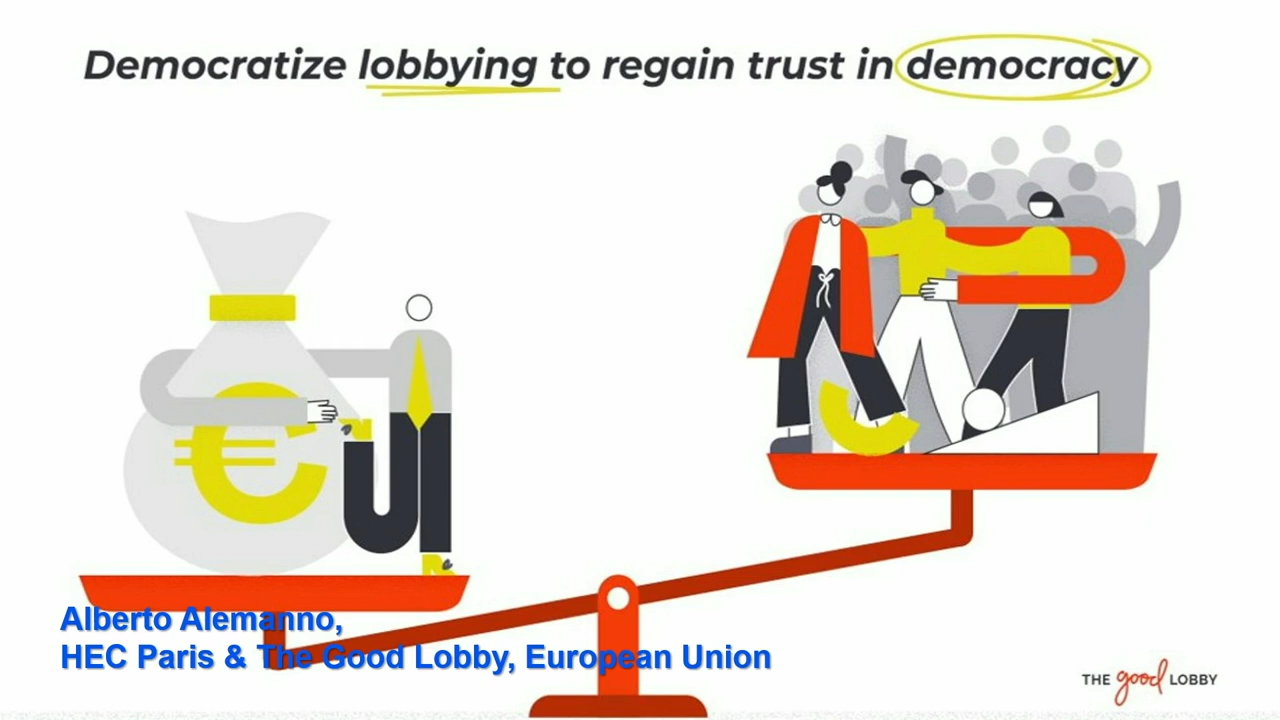 Democratize lobbying to regain trust in democracy
€
Alberto Alemanno,
HEC Paris & The Good Lobby, European Union
THE good LOBBY